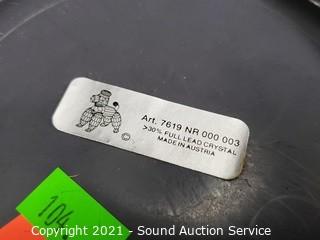 Art. 7619 NR 000 003
>30% FULL LEAD CRYSTAL
MADE IN AUSTRIA
©
104
Copyright 2021 - Sound Auction Service